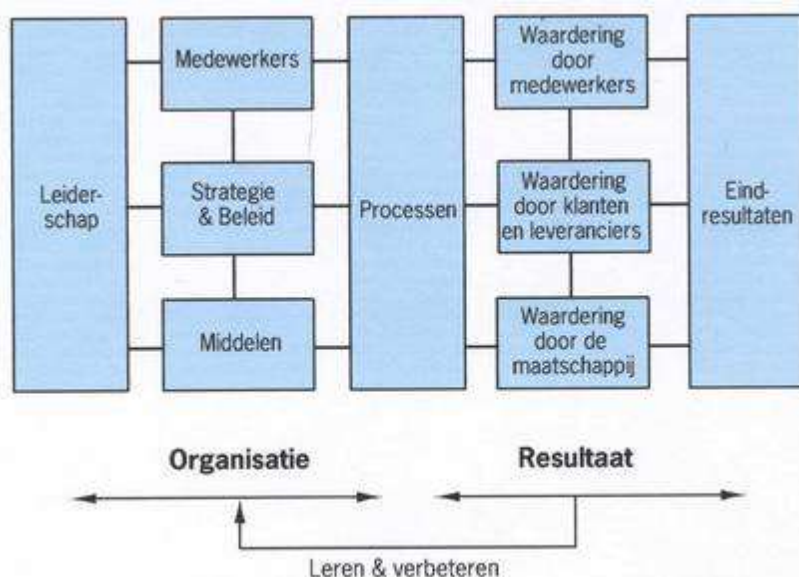 Leider-
schap
Medewerkers
Strategie
& Beleid
Middelen
Processen
Waardering
door
medewerkers
Waardering
door klanten
en leveranciers
Waardering
door de
maatschappij
Eind-
resultaten
Organisatie
Resultaat
Leren & verbeteren